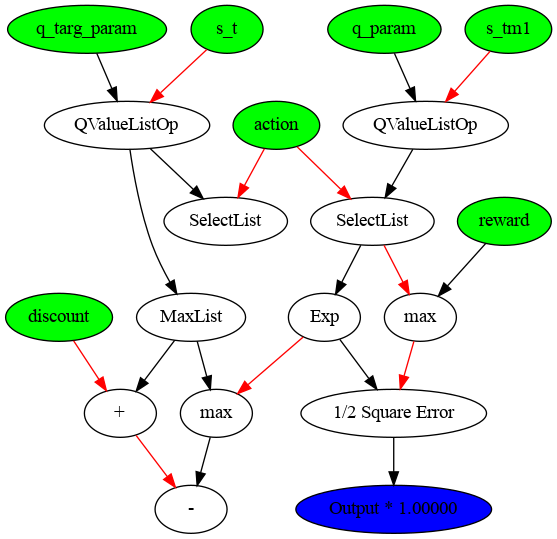 q_targ_param
s_t
q_param
s_tm1
QValueListOp
action
QValueListOp
SelectList
SelectList
reward
discount
MaxList
Exp
max
+
max
1/2 Square Error
-
Output * 1.00000